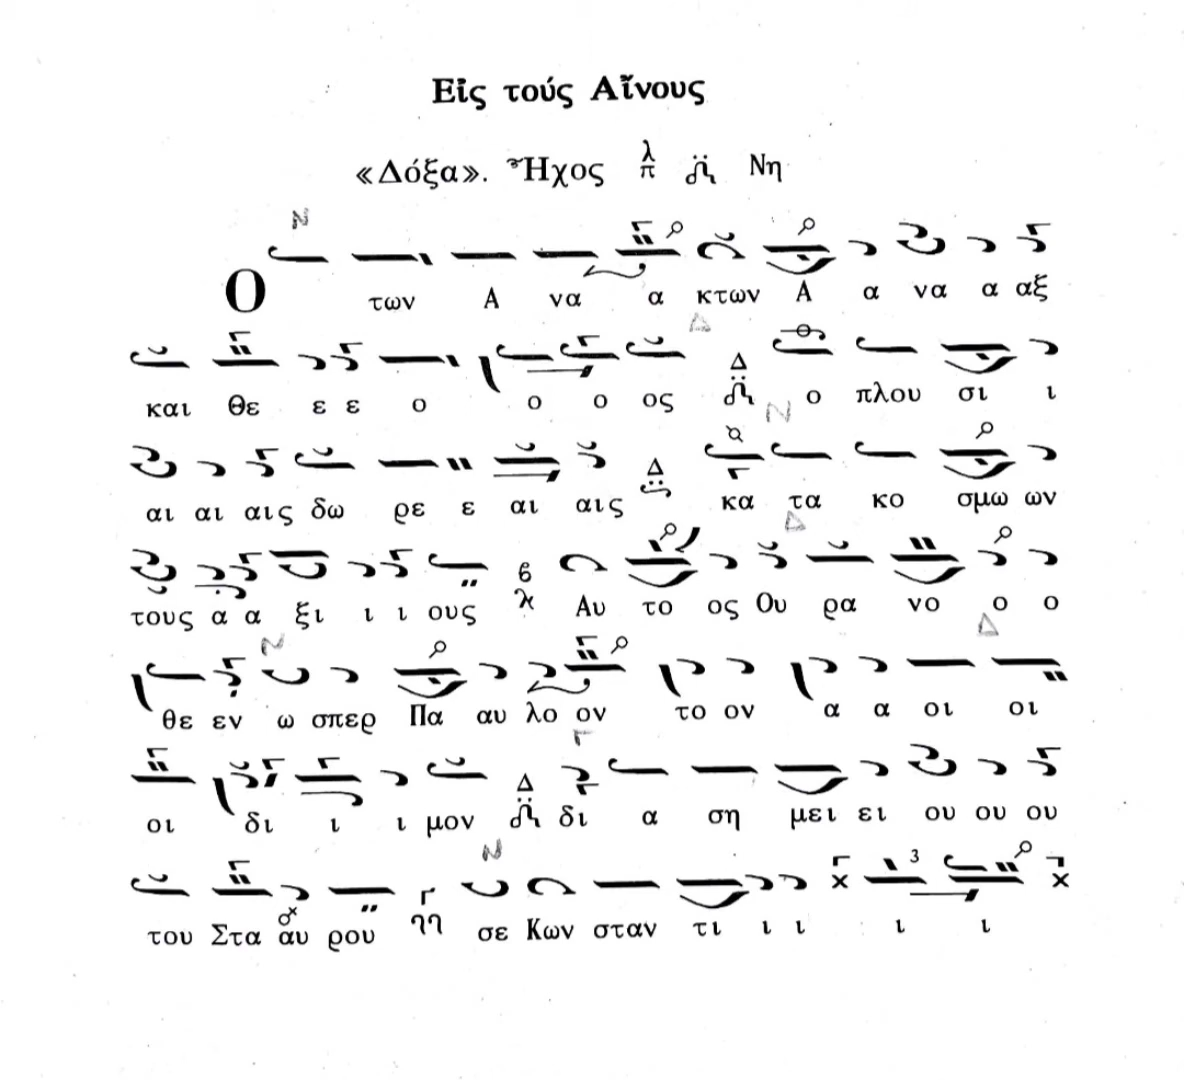 Εἰς τούς Αἴνους
«Δόξα». Ἦχος λ π Νη
Ν
Ο των Α να α κτων Α α να α αξ
Δ
και Θε ε ε ο ο ο ος Δ ο πλου σι ι
Ν
αι αι αις δω ρε ε αι αις Δ κα τα κο σμω ων
Δ
τους α α ξι ι ι ους Αυ το ος Ου ρα νο ο ο
Ν Δ
θε εν ω σπερ Πα αυ λο ον το ον α α οι οι
Γ
οι δι ι ι μον Δ δι α ση μει ει ου ου ου
Ν
του Στα αυ ρου Γ σε Κων σταν τι ι ι 3 ι ι